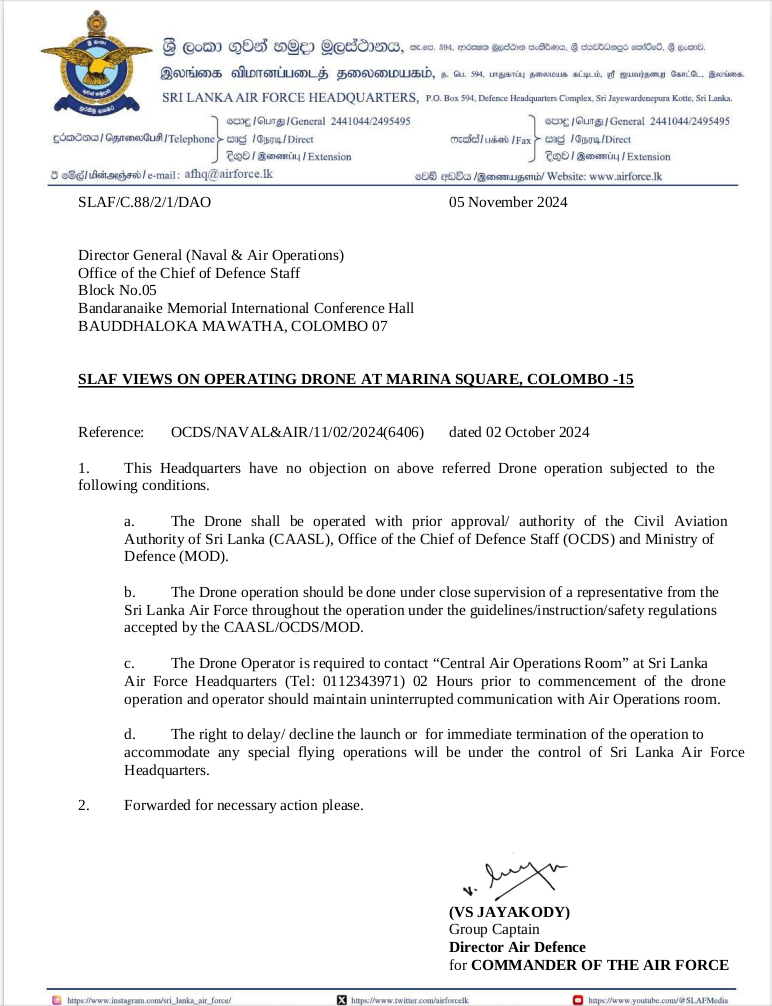 ශ්‍රී ලංකා ගුවන් හමුදා මූලස්ථානය, තැ.පෙ. 594, ආරක්ෂක මූලස්ථාන සංකීර්ණය, ශ්‍රී ජයවර්ධනපුර කෝට්ටේ, ශ්‍රී ලංකාව.
இலங்கை விமானப்படைத் தலைமையகம், த. பெ. 594, பாதுகாப்பு தலைமையக கட்டிடம், ஸ்ரீ ஜயவர்தனபுர கோட்டே, இலங்கை.
SRI LANKA AIR FORCE HEADQUARTERS, P.O. Box 594, Defence Headquarters Complex, Sri Jayewardenepura Kotte, Sri Lanka.
පොදු / பொது / General 2441044/2495495 පොදු / பொது / General 2441044/2495495
දුරකථනය / தொலைபேசி / Telephone සෘජු / நேரடி / Direct ෆැක්ස් / பக்ஸ் / Fax සෘජු / நேரடி / Direct
දිගුව / இணைப்பு / Extension දිගුව / இணைப்பு / Extension
ඊ මේල් / மின்அஞ்சல் / e-mail : afhq@airforce.lk වෙබ් අඩවිය / இணையதளம் / Website: www.airforce.lk
SLAF/C.88/2/1/DAO 05 November 2024
Director General (Naval & Air Operations)
Office of the Chief of Defence Staff
Block No.05
Bandaranaike Memorial International Conference Hall
BAUDDHALOKA MAWATHA, COLOMBO 07
SLAF VIEWS ON OPERATING DRONE AT MARINA SQUARE, COLOMBO -15
Reference: OCDS/NAVAL&AIR/11/02/2024(6406) dated 02 October 2024
1. This Headquarters have no objection on above referred Drone operation subjected to the
following conditions.
a. The Drone shall be operated with prior approval/ authority of the Civil Aviation
Authority of Sri Lanka (CAASL), Office of the Chief of Defence Staff (OCDS) and Ministry of
Defence (MOD).
b. The Drone operation should be done under close supervision of a representative from the
Sri Lanka Air Force throughout the operation under the guidelines/instruction/safety regulations
accepted by the CAASL/OCDS/MOD.
c. The Drone Operator is required to contact “Central Air Operations Room” at Sri Lanka
Air Force Headquarters (Tel: 0112343971) 02 Hours prior to commencement of the drone
operation and operator should maintain uninterrupted communication with Air Operations room.
d. The right to delay/ decline the launch or for immediate termination of the operation to
accommodate any special flying operations will be under the control of Sri Lanka Air Force
Headquarters.
2. Forwarded for necessary action please.
(VS JAYAKODY)
Group Captain
Director Air Defence
for COMMANDER OF THE AIR FORCE
https://www.instagram.com/sri_lanka_air_force/ https://www.twitter.com/airforcelk https://www.youtube.com/@SLAFMedia